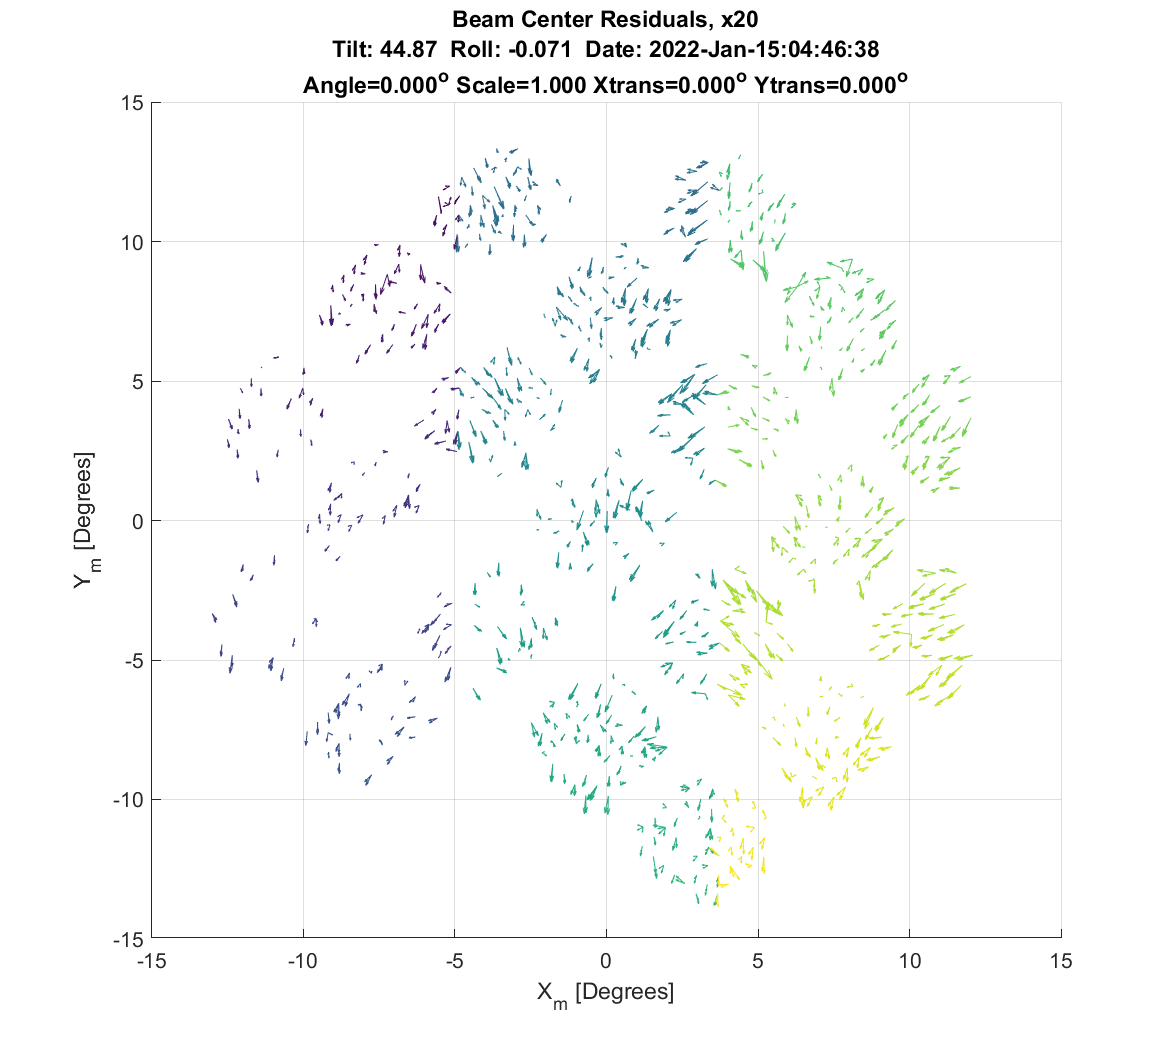 Beam Center Residuals, x20
Tilt: 44.87  Roll: -0.071  Date: 2022-Jan-15:04:46:38
Angle=0.000° Scale=1.000 Xtrans=0.000° Ytrans=0.000°
15
10
5
0
-5
-10
-15
Y_m [Degrees]
-15 -10 -5 0 5 10 15
X_m [Degrees]